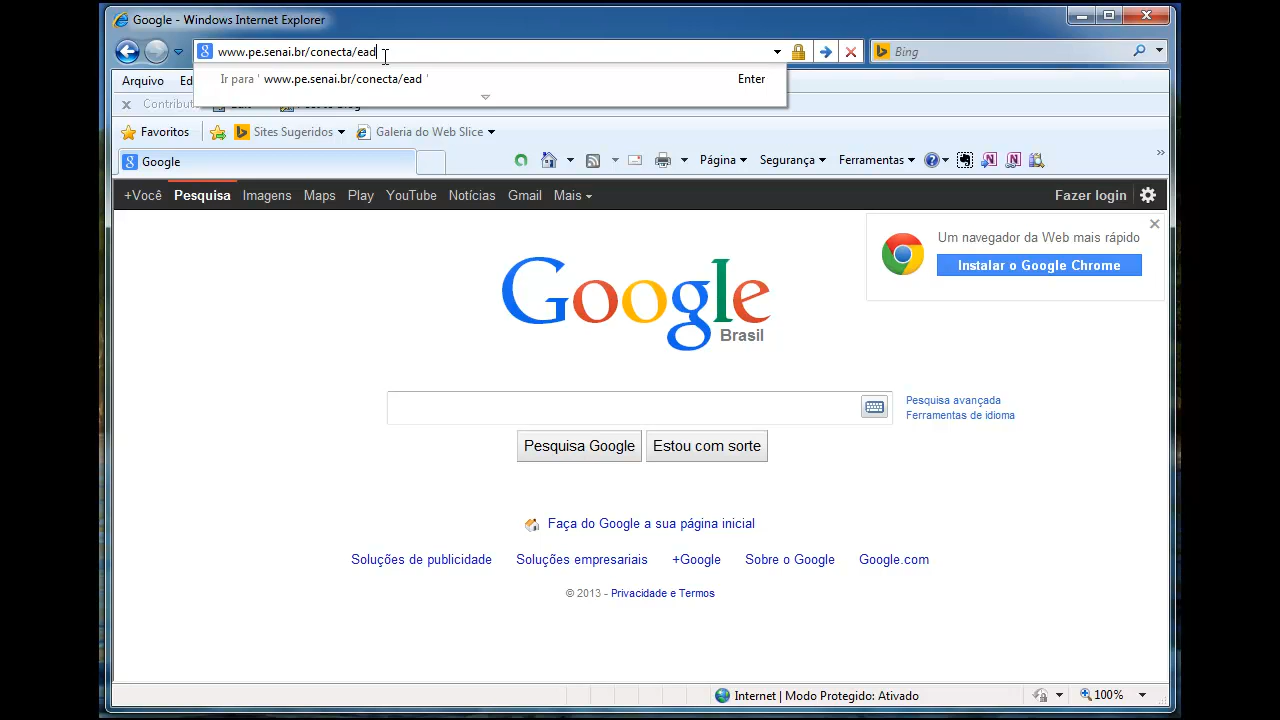 Google - Windows Internet Explorer
www.pe.senai.br/conecta/ead
Bing
Ir para ' www.pe.senai.br/conecta/ead ' Enter
Arquivo Ed
x Contribut
Favoritos Sites Sugeridos Galeria do Web Slice
Google
Página Segurança Ferramentas
+Você Pesquisa Imagens Maps Play YouTube Notícias Gmail Mais Fazer login
Um navegador da Web mais rápido
Instalar o Google Chrome
Google
Brasil
Pesquisa avançada
Ferramentas de idioma
Pesquisa Google Estou com sorte
Faça do Google a sua página inicial
Soluções de publicidade Soluções empresariais +Google Sobre o Google Google.com
© 2013 - Privacidade e Termos
Internet | Modo Protegido: Ativado 100%